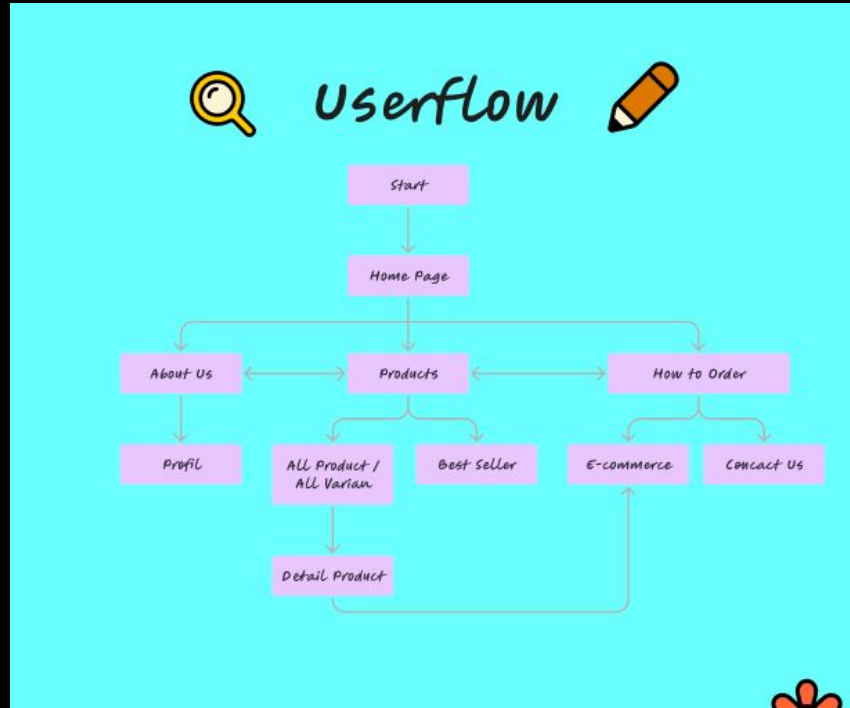 Userflow
Start
Home Page
About Us
Products
How to Order
Profil
All Product /
All Varian
Best Seller
E-commerce
Concact Us
Detail Product